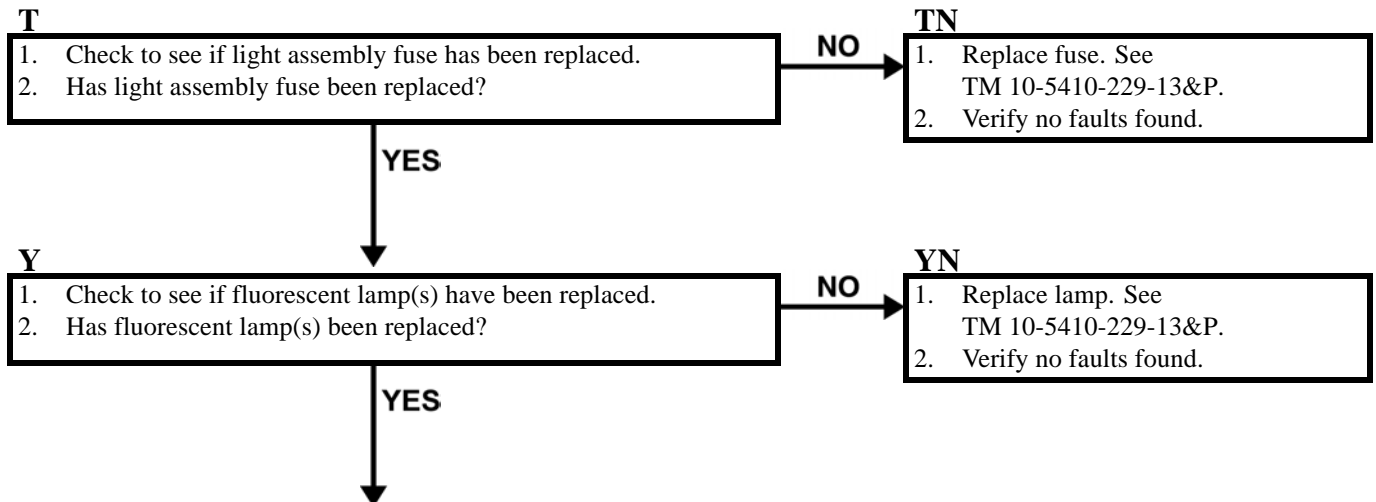 T
1. Check to see if light assembly fuse has been replaced.
2. Has light assembly fuse been replaced?
NO
TN
1. Replace fuse. See
TM 10-5410-229-13&P.
2. Verify no faults found.
YES
Y
1. Check to see if fluorescent lamp(s) have been replaced.
2. Has fluorescent lamp(s) been replaced?
NO
YN
1. Replace lamp. See
TM 10-5410-229-13&P.
2. Verify no faults found.
YES